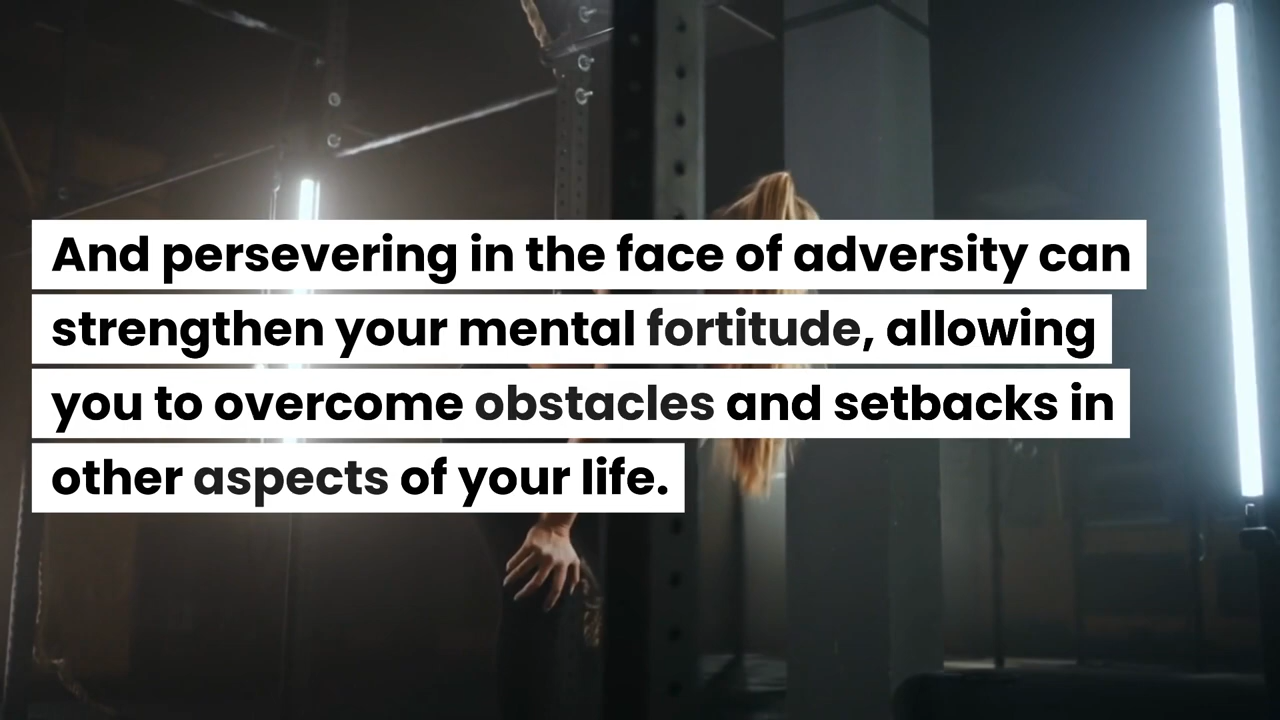 And persevering in the face of adversity can
strengthen your mental fortitude, allowing
you to overcome obstacles and setbacks in
other aspects of your life.